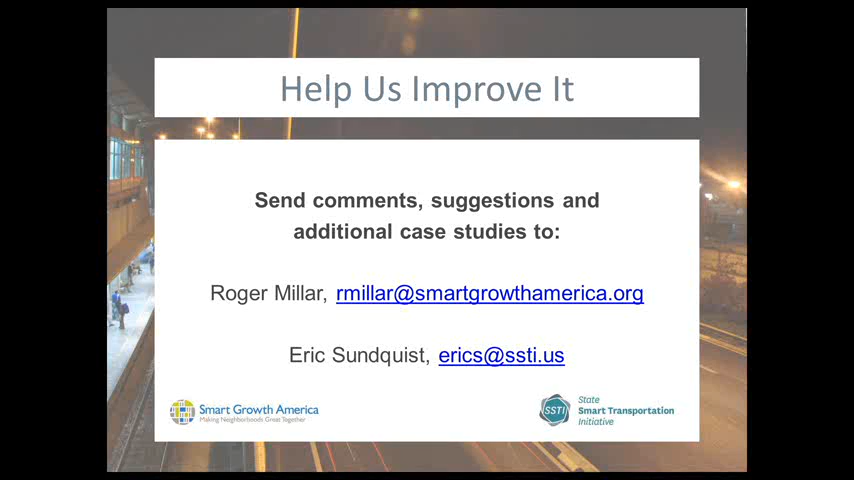 Help Us Improve It
Send comments, suggestions and
additional case studies to:
Roger Millar, rmillar@smartgrowthamerica.org
Eric Sundquist, erics@ssti.us
Smart Growth America
Making Neighborhoods Great Together
SSTI
State
Smart Transportation
Initiative